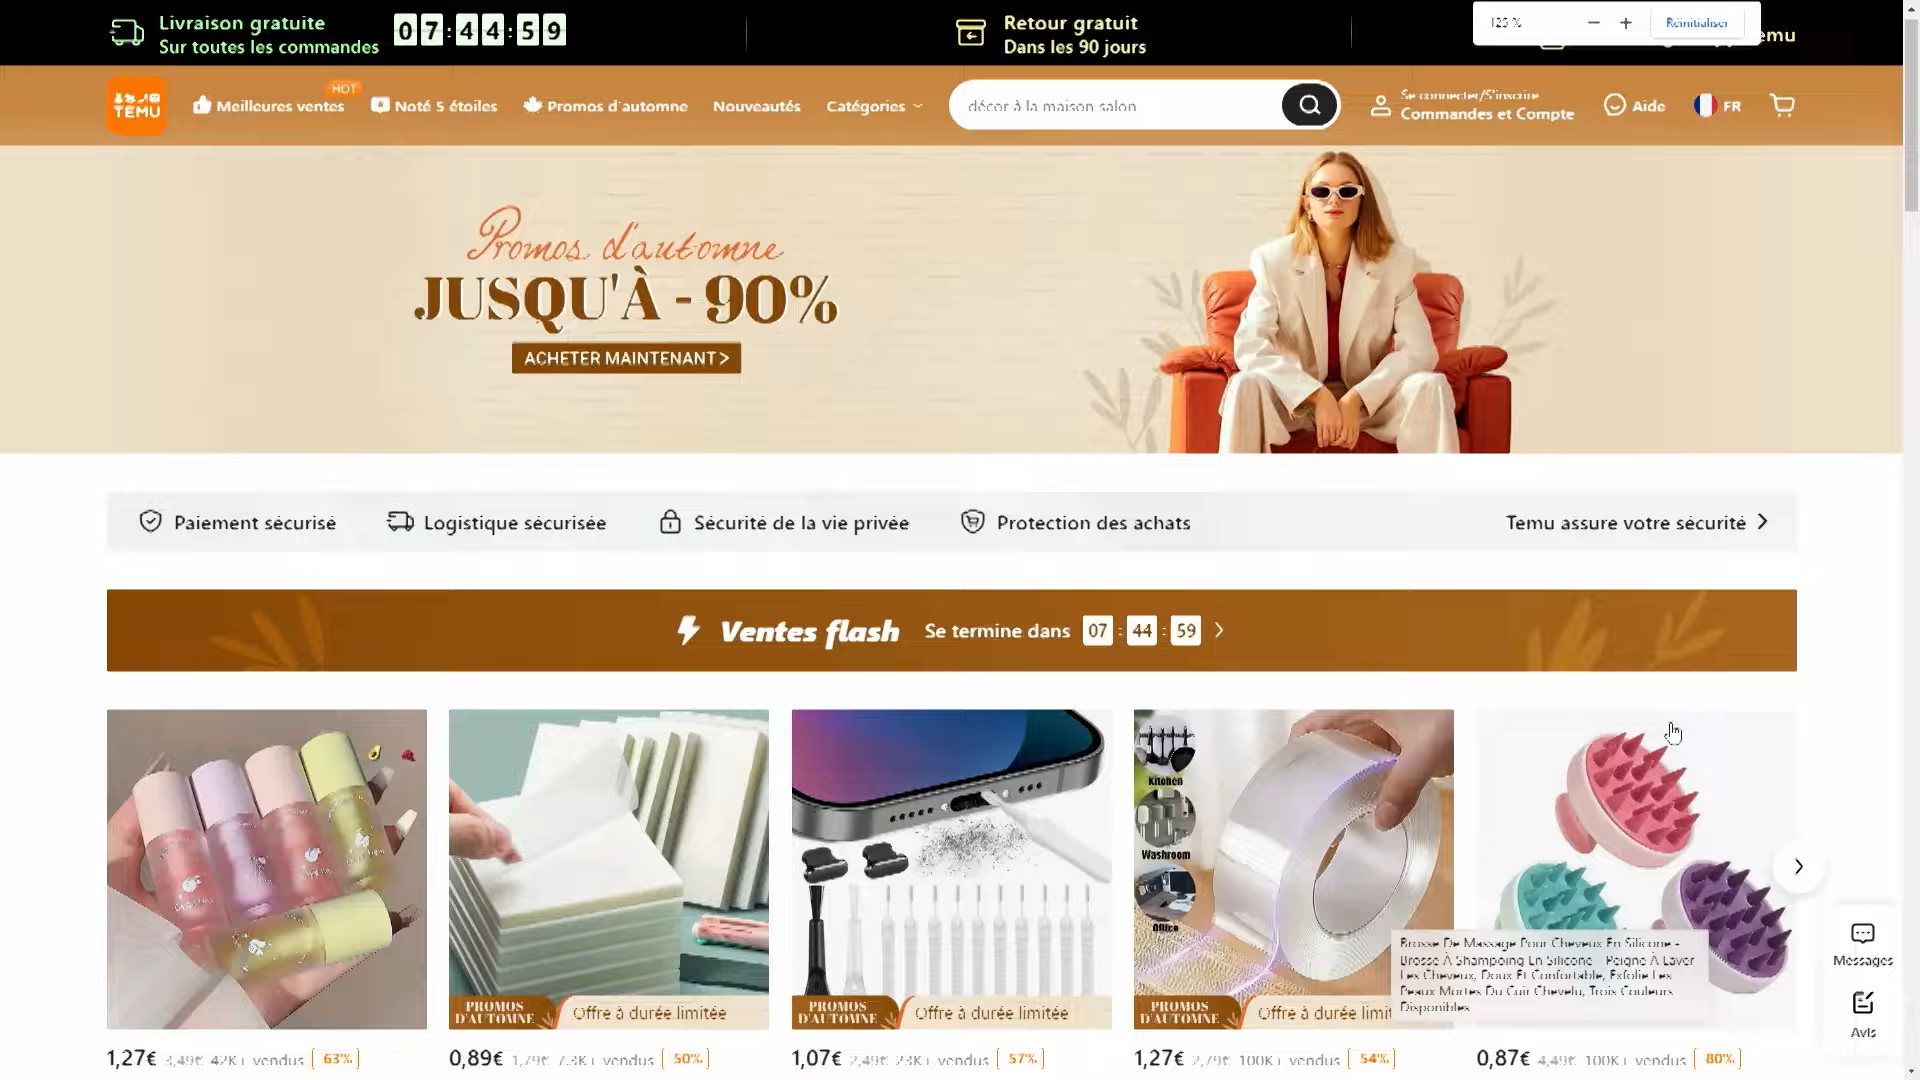 Livraison gratuite
Sur toutes les commandes
07:44:59
Retour gratuit
Dans les 90 jours
125 %
Réinitialiser
emu
TEMU
Meilleures ventes
HOT
Noté 5 étoiles
Promos d'automne
Nouveautés
Catégories
décor à la maison salon
Se connecter/S'inscrire
Commandes et Compte
Aide
FR
Promos d'automne
JUSQU'À - 90%
ACHETER MAINTENANT >
Paiement sécurisé
Logistique sécurisée
Sécurité de la vie privée
Protection des achats
Temu assure votre sécurité
Ventes flash
Se termine dans 07 : 44 : 59
Kitchen
Washroom
Office
PROMOS D'AUTOMNE
Offre à durée limitée
PROMOS D'AUTOMNE
Offre à durée limitée
PROMOS D'AUTOMNE
Offre à durée limit
Brosse De Massage Pour Cheveux En Silicone -
Brosse À Shampoing En Silicone - Peigne À Laver
Les Cheveux, Doux Et Confortable, Exfolie Les
Peaux Mortes Du Cuir Chevelu, Trois Couleurs
Disponibles
Messages
Avis
1,27€ 3,49€ 42K+ vendus 63%
0,89€ 1,79€ 7.3K+ vendus 50%
1,07€ 2,49€ 23K+ vendus 57%
1,27€ 2,79€ 100K+ vendus 54%
0,87€ 4,49€ 100K+ vendus 80%